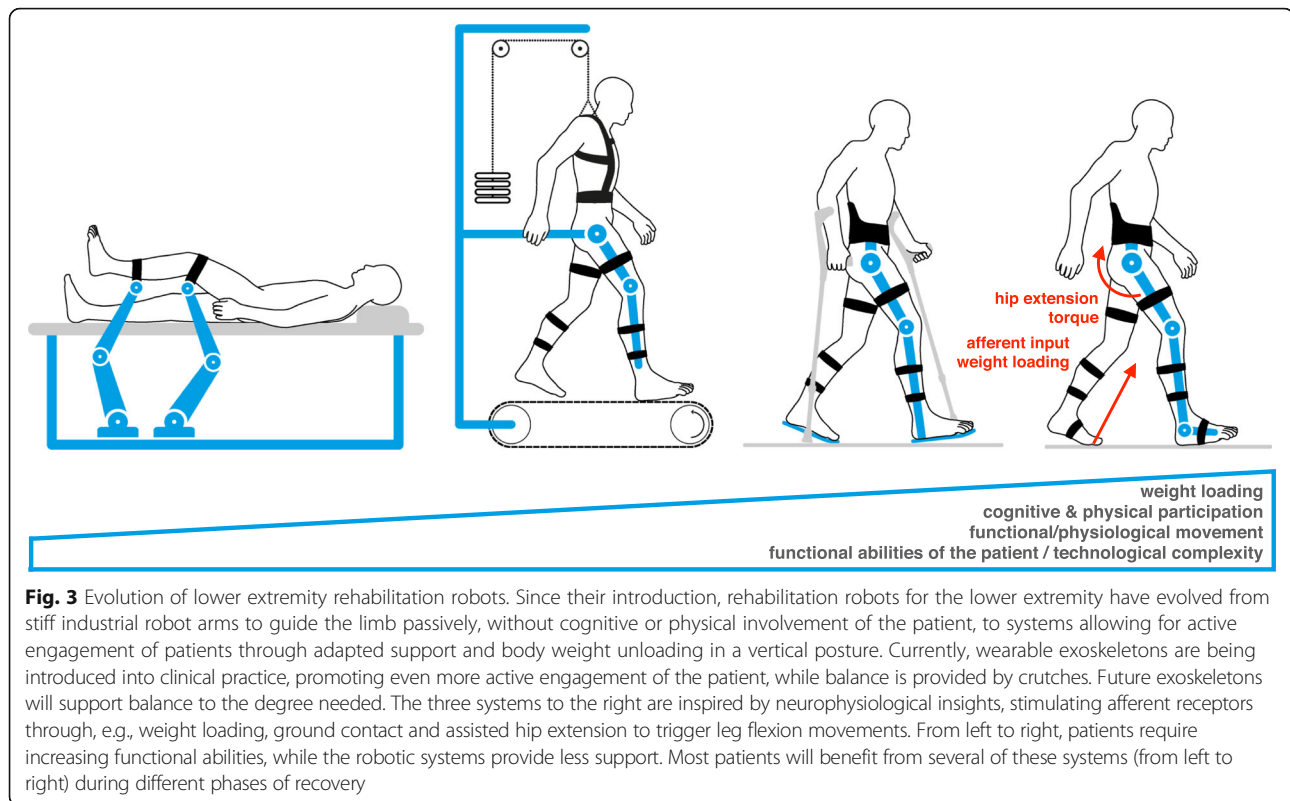 hip extension
torque
afferent input
weight loading
weight loading
cognitive & physical participation
functional/physiological movement
functional abilities of the patient / technological complexity
Fig. 3 Evolution of lower extremity rehabilitation robots. Since their introduction, rehabilitation robots for the lower extremity have evolved from
stiff industrial robot arms to guide the limb passively, without cognitive or physical involvement of the patient, to systems allowing for active
engagement of patients through adapted support and body weight unloading in a vertical posture. Currently, wearable exoskeletons are being
introduced into clinical practice, promoting even more active engagement of the patient, while balance is provided by crutches. Future exoskeletons
will support balance to the degree needed. The three systems to the right are inspired by neurophysiological insights, stimulating afferent receptors
through, e.g., weight loading, ground contact and assisted hip extension to trigger leg flexion movements. From left to right, patients require
increasing functional abilities, while the robotic systems provide less support. Most patients will benefit from several of these systems (from left to
right) during different phases of recovery